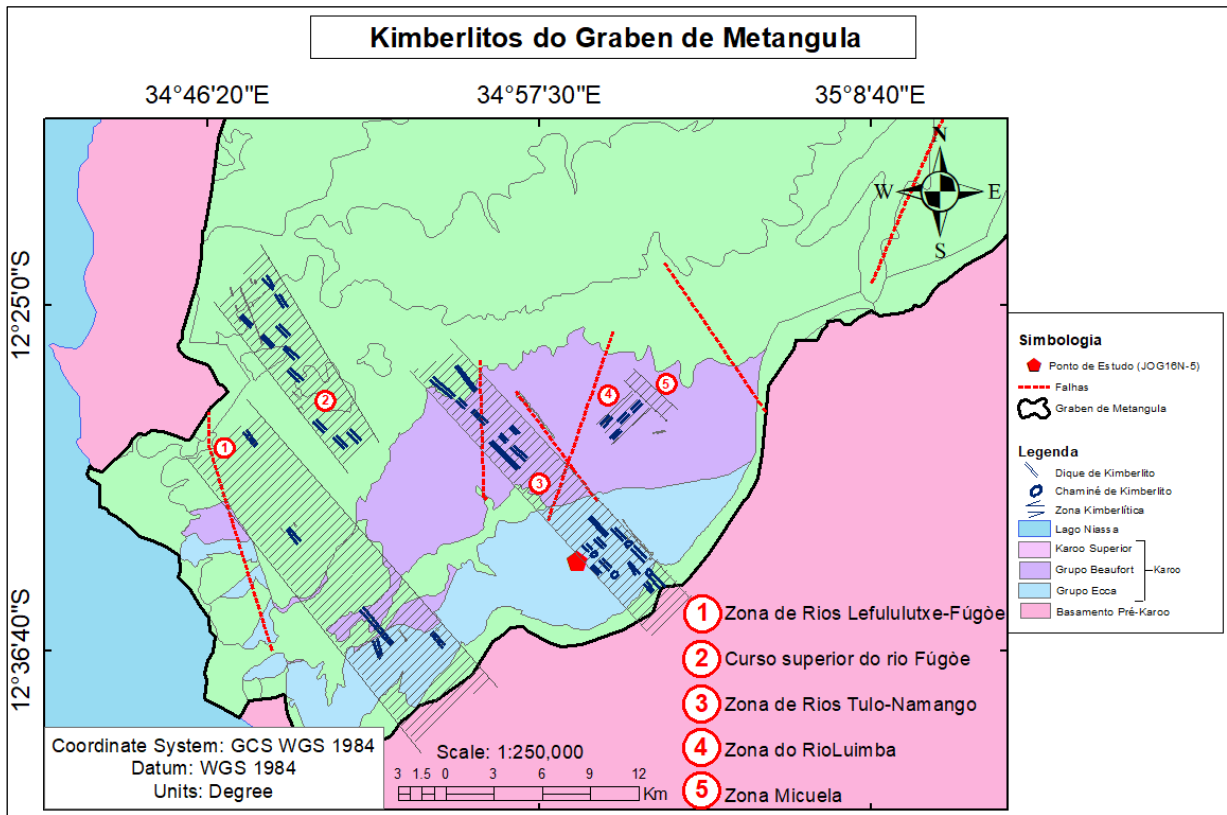 Kimberlitos do Graben de Metangula
34°46'20"E 34°57'30"E 35°8'40"E
12°25'0"S
12°36'40"S
N
W E
S
1
2
3
4
5
Simbologia
Ponto de Estudo (JOG16N-5)
Falhas
Graben de Metangula
Legenda
Dique de Kimberlito
Chaminé de Kimberlito
Zona Kimberlítica
Lago Niassa
Karoo Superior
Grupo Beaufort
Karoo
Grupo Ecca
Basamento Pré-Karoo
1 Zona de Rios Lefululutxe-Fúgòe
2 Curso superior do rio Fúgòe
3 Zona de Rios Tulo-Namango
4 Zona do RioLuimba
5 Zona Micuela
Coordinate System: GCS WGS 1984
Datum: WGS 1984
Units: Degree
Scale: 1:250,000
3 1.5 0 3 6 9 12
Km